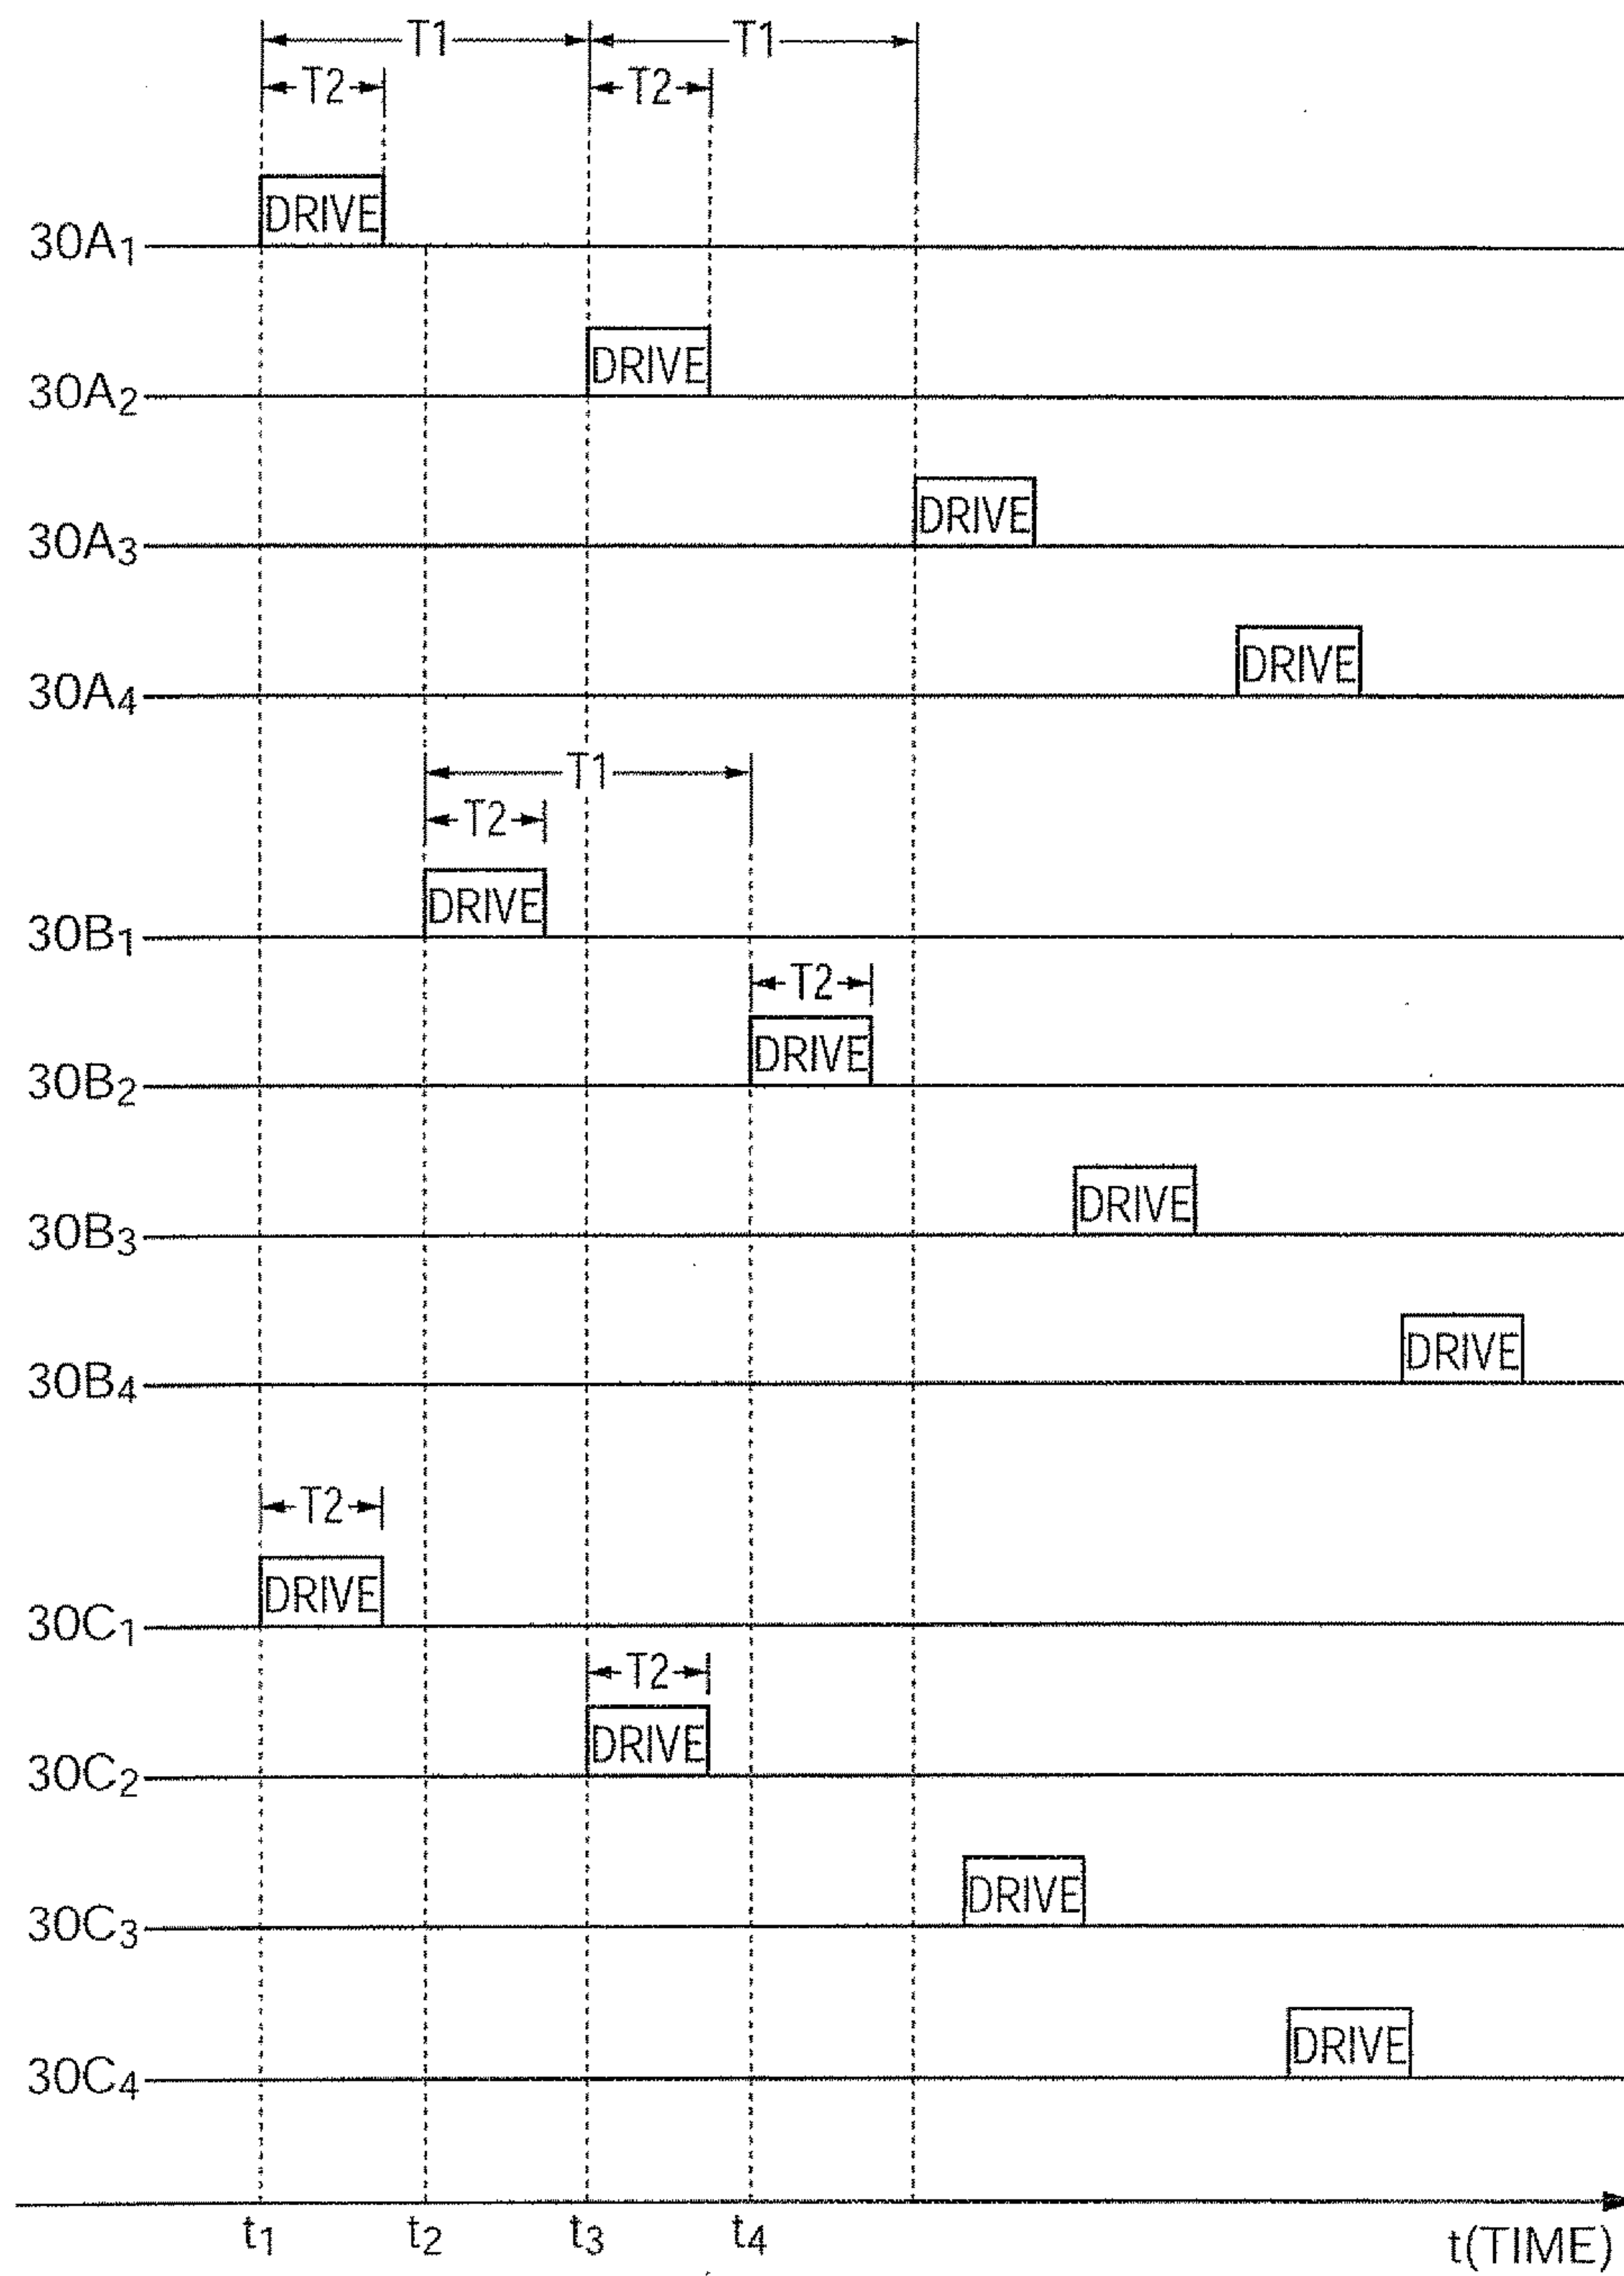 T1 T1
T2 T2
DRIVE
30A1
DRIVE
30A2
DRIVE
30A3
DRIVE
30A4
T1
T2
DRIVE
30B1
T2
DRIVE
30B2
DRIVE
30B3
DRIVE
30B4
T2
DRIVE
30C1
T2
DRIVE
30C2
DRIVE
30C3
DRIVE
30C4
t1 t2 t3 t4 t(TIME)